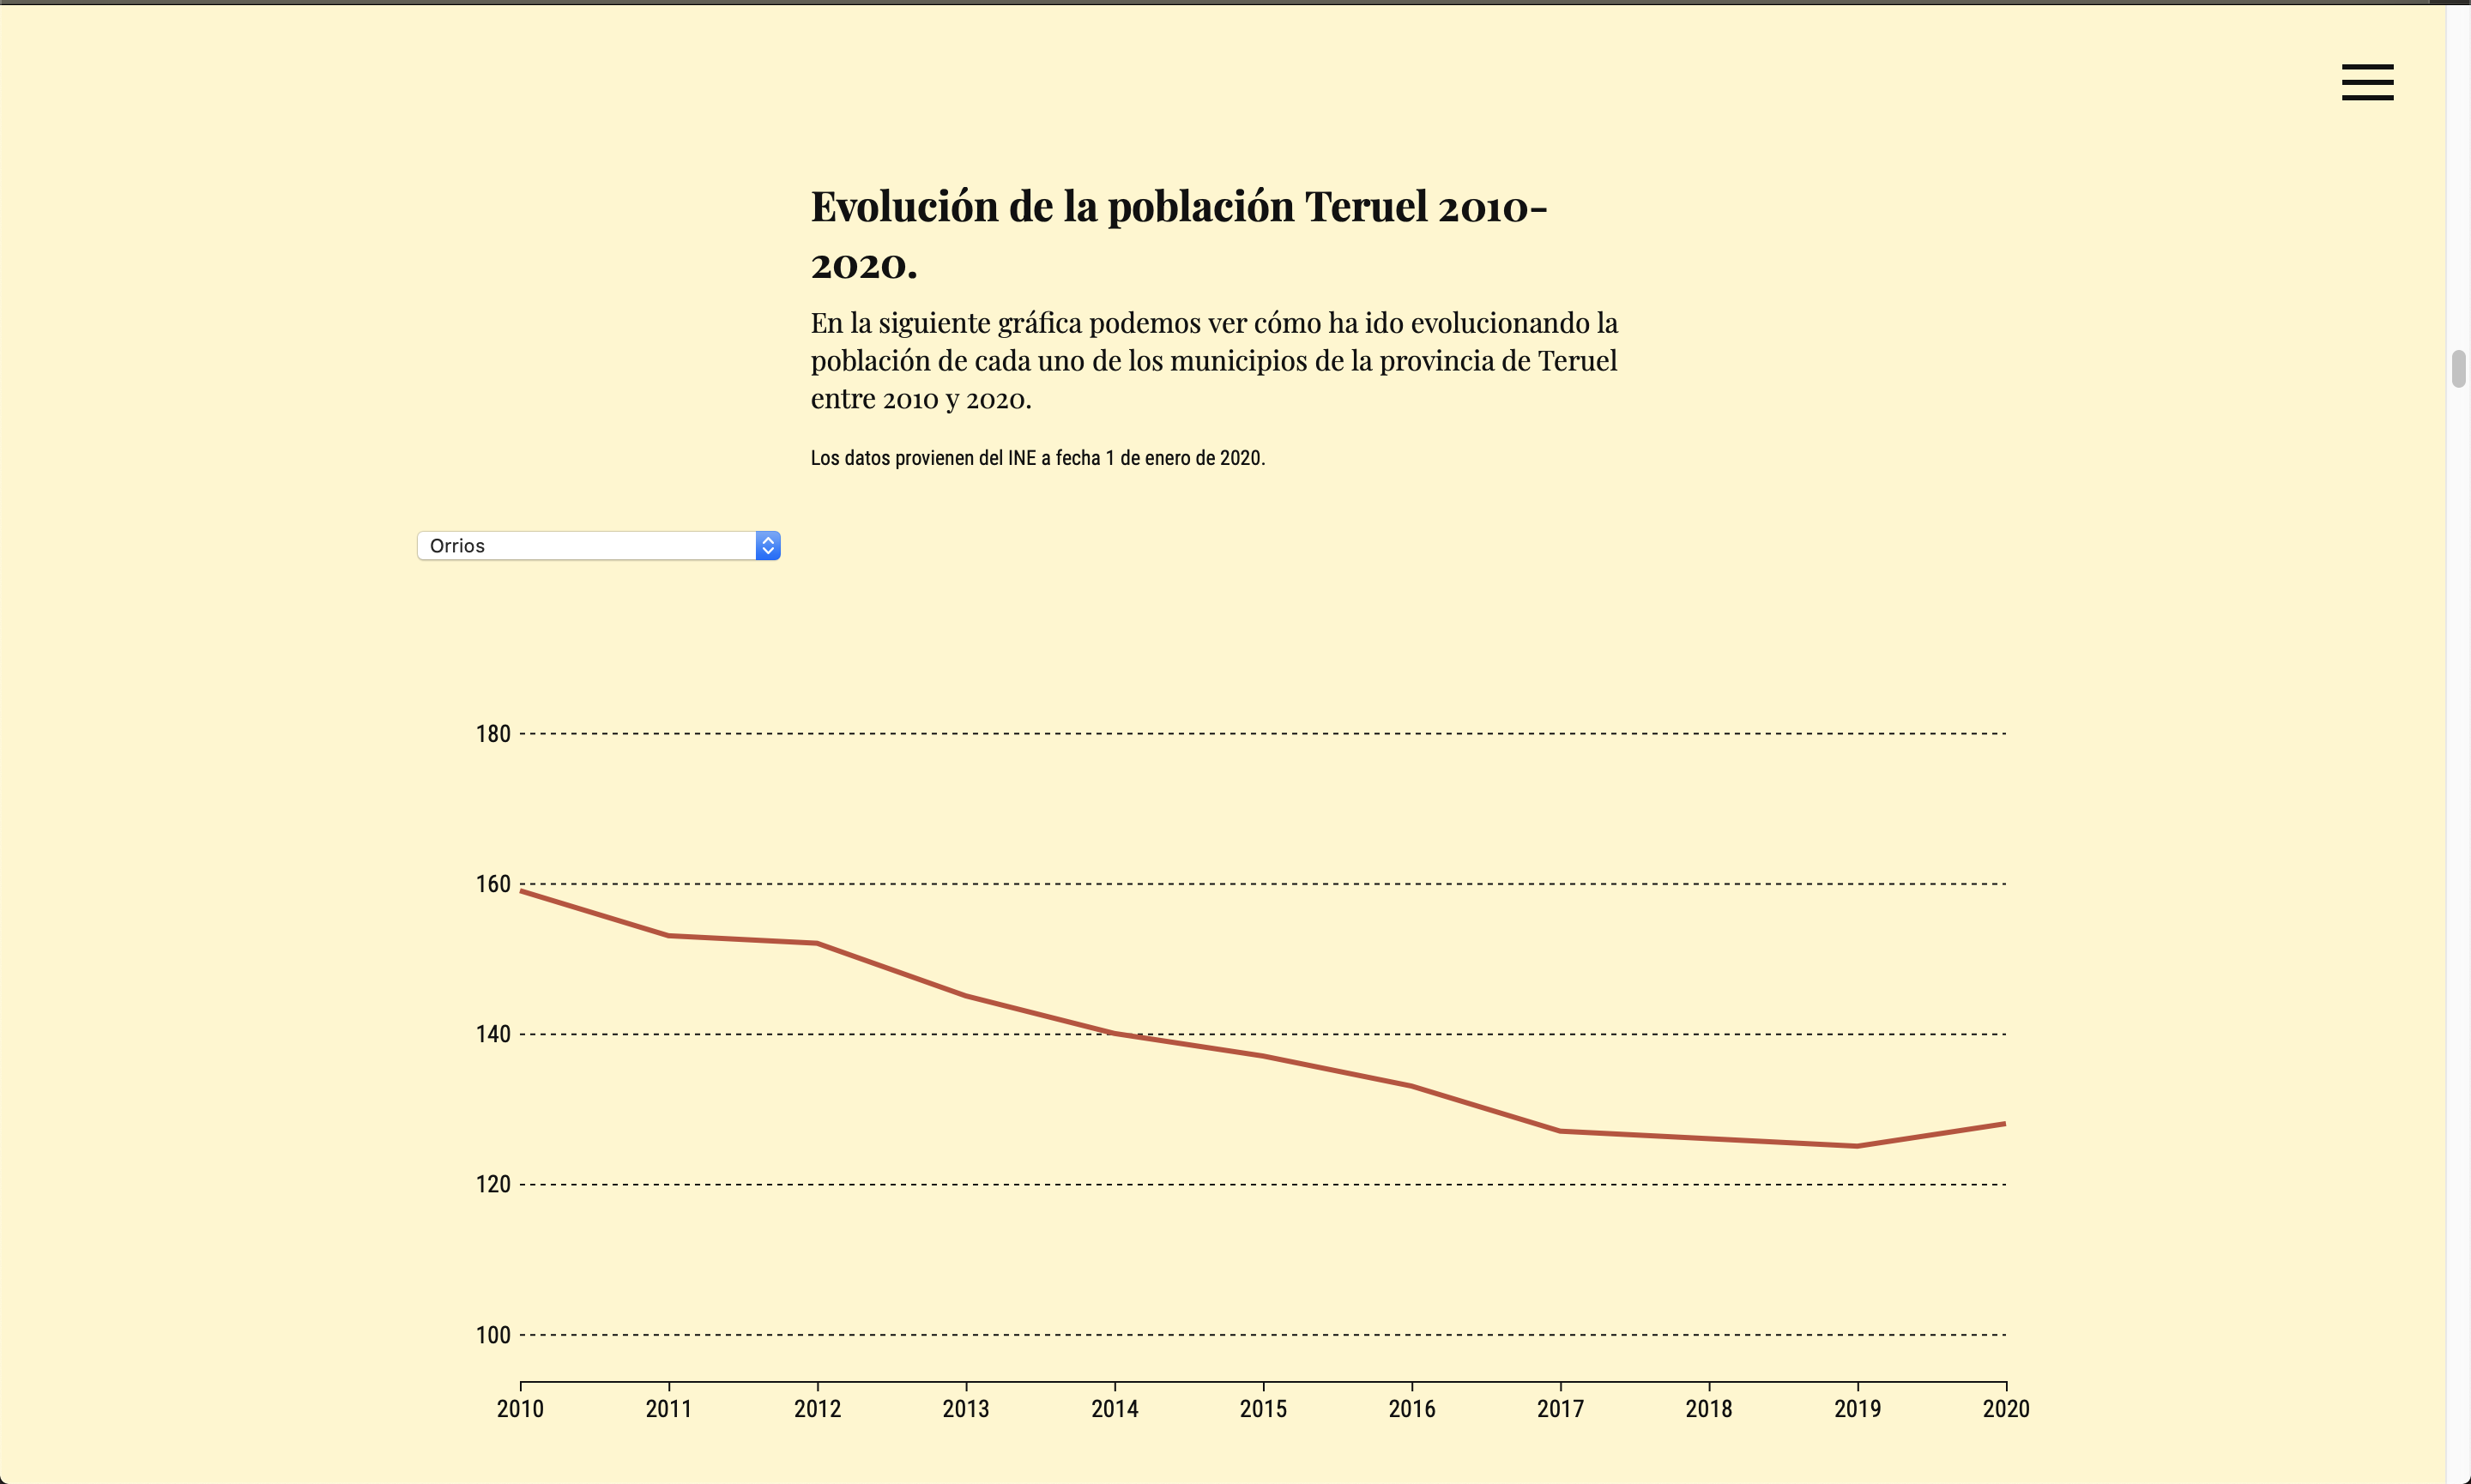 Evolución de la población Teruel 2010-
2020.
En la siguiente gráfica podemos ver cómo ha ido evolucionando la
población de cada uno de los municipios de la provincia de Teruel
entre 2010 y 2020.
Los datos provienen del INE a fecha 1 de enero de 2020.
Orrios
180
160
140
120
100
2010 2011 2012 2013 2014 2015 2016 2017 2018 2019 2020